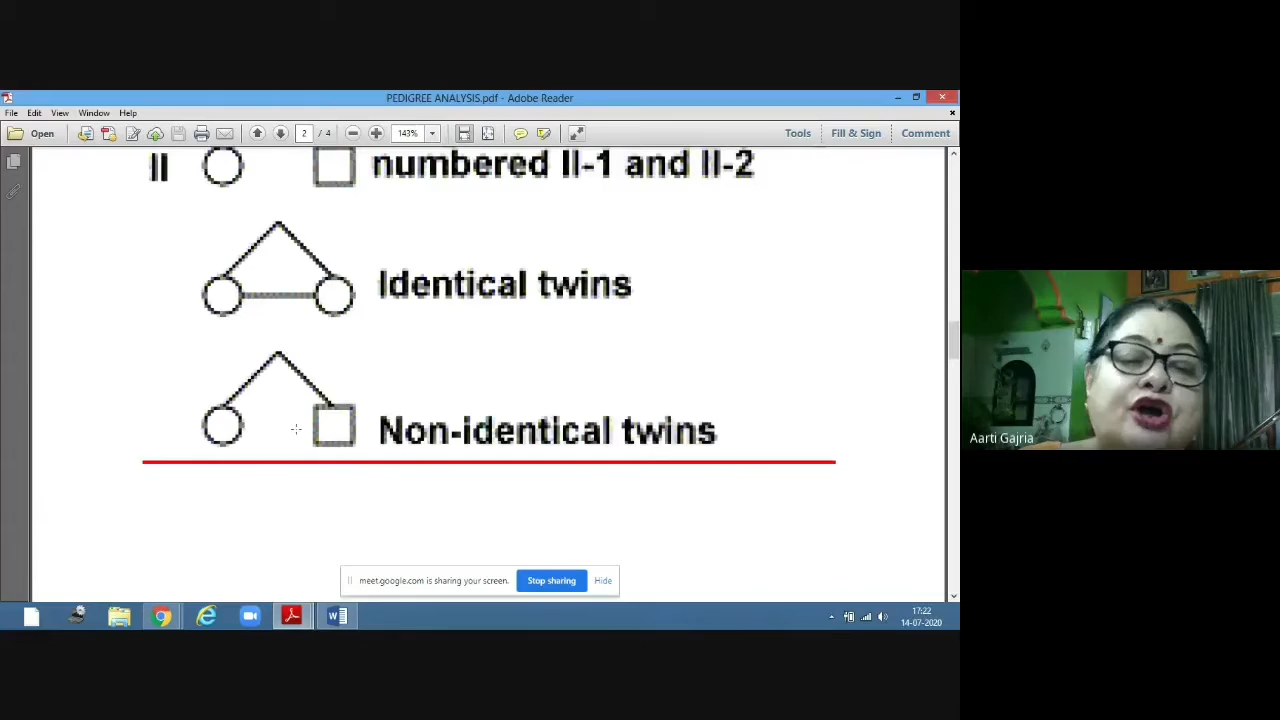 PEDIGREE ANALYSIS.pdf - Adobe Reader
File Edit View Window Help
Open 2 / 4 143% Tools Fill & Sign Comment
II numbered II-1 and II-2
Identical twins
Non-identical twins
Aarti Gajria
meet.google.com is sharing your screen. Stop sharing Hide
17:22
14-07-2020